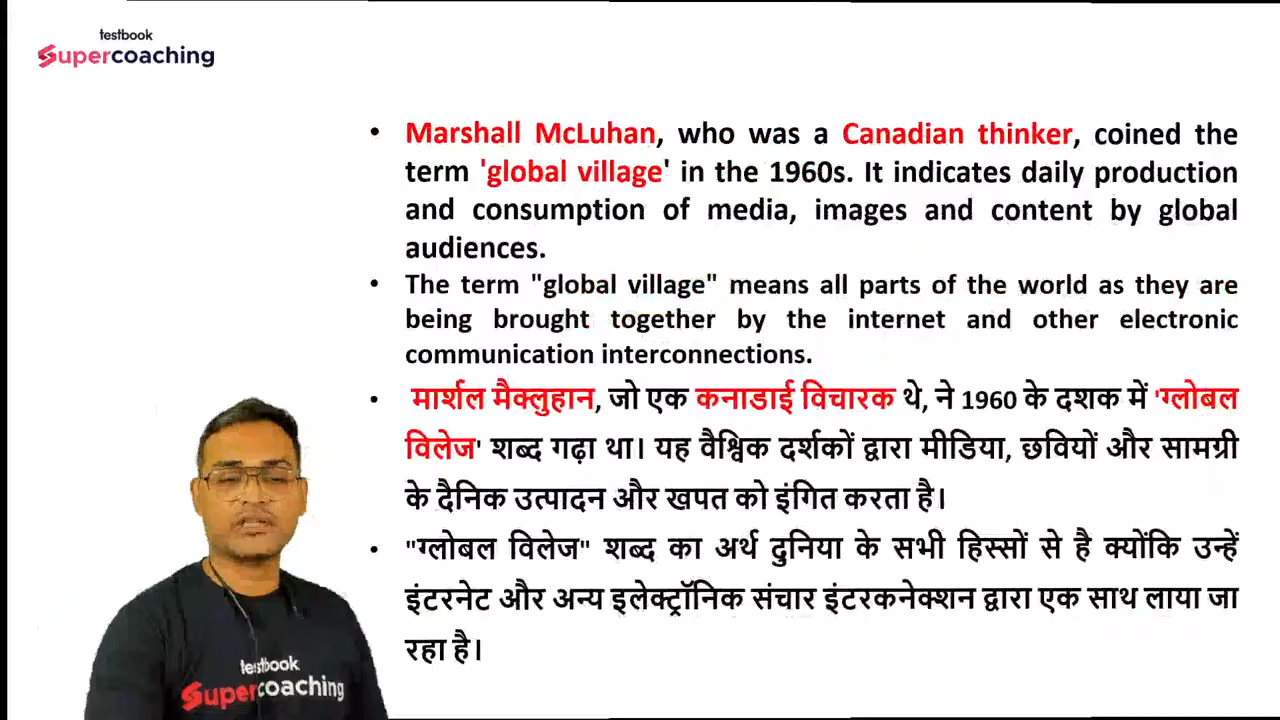 testbook
Supercoaching
• Marshall McLuhan, who was a Canadian thinker, coined the
term 'global village' in the 1960s. It indicates daily production
and consumption of media, images and content by global
audiences.
• The term "global village" means all parts of the world as they are
being brought together by the internet and other electronic
communication interconnections.
• मार्शल मैक्लुहान, जो एक कनाडाई विचारक थे, ने 1960 के दशक में 'ग्लोबल
विलेज' शब्द गढ़ा था। यह वैश्विक दर्शकों द्वारा मीडिया, छवियों और सामग्री
के दैनिक उत्पादन और खपत को इंगित करता है।
• "ग्लोबल विलेज" शब्द का अर्थ दुनिया के सभी हिस्सों से है क्योंकि उन्हें
इंटरनेट और अन्य इलेक्ट्रॉनिक संचार इंटरकनेक्शन द्वारा एक साथ लाया जा
रहा है।
testbook
Supercoaching